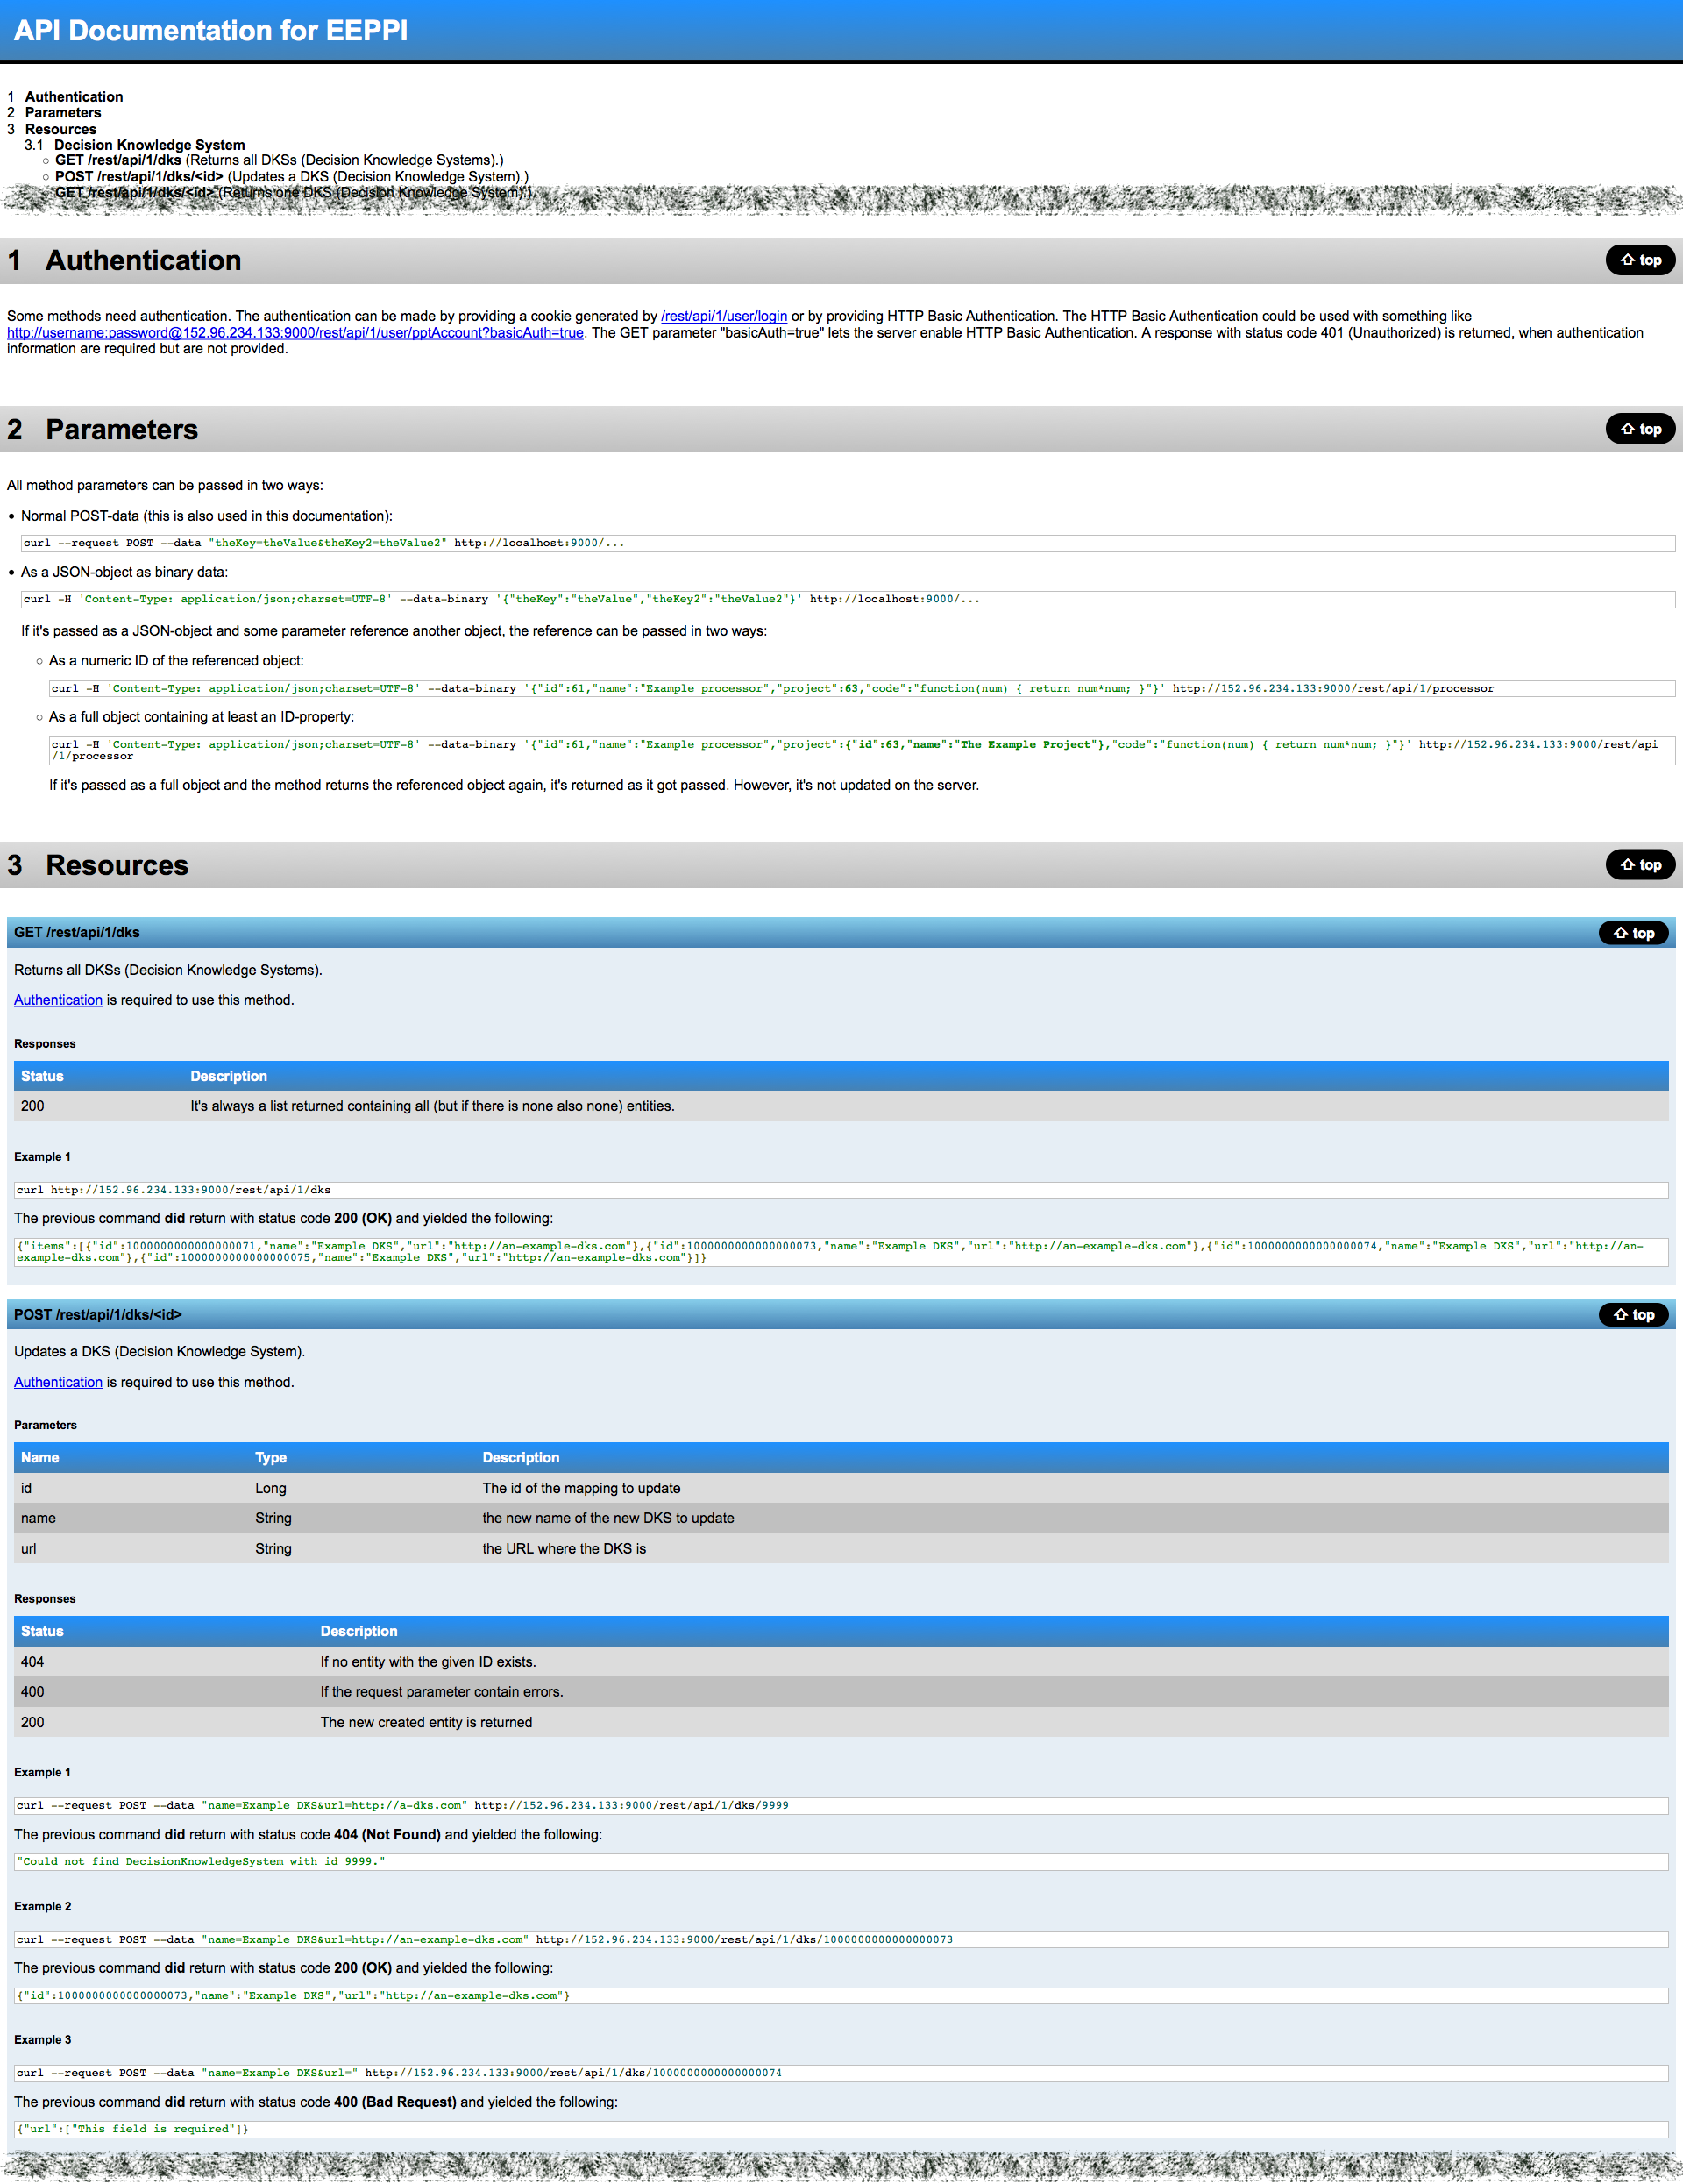 API Documentation for EEPPI
1 Authentication
2 Parameters
3 Resources
3.1 Decision Knowledge System
GET /rest/api/1/dks (Returns all DKSs (Decision Knowledge Systems).)
POST /rest/api/1/dks/<id> (Updates a DKS (Decision Knowledge System).)
GET /rest/api/1/dks/<id> (Returns one DKS (Decision Knowledge System).)
1 Authentication
top
Some methods need authentication. The authentication can be made by providing a cookie generated by /rest/api/1/user/login or by providing HTTP Basic Authentication. The HTTP Basic Authentication could be used with something like
http://username:password@152.96.234.133:9000/rest/api/1/user/pptAccount?basicAuth=true. The GET parameter "basicAuth=true" lets the server enable HTTP Basic Authentication. A response with status code 401 (Unauthorized) is returned, when authentication
information are required but are not provided.
2 Parameters
top
All method parameters can be passed in two ways:
• Normal POST-data (this is also used in this documentation):
curl --request POST --data "theKey=theValue&theKey2=theValue2" http://localhost:9000/...
• As a JSON-object as binary data:
curl -H 'Content-Type: application/json;charset=UTF-8' --data-binary '{"theKey":"theValue","theKey2":"theValue2"}' http://localhost:9000/...
If it's passed as a JSON-object and some parameter reference another object, the reference can be passed in two ways:
As a numeric ID of the referenced object:
curl -H 'Content-Type: application/json;charset=UTF-8' --data-binary '{"id":61,"name":"Example processor","project":63,"code":"function(num) { return num*num; }"}' http://152.96.234.133:9000/rest/api/1/processor
As a full object containing at least an ID-property:
curl -H 'Content-Type: application/json;charset=UTF-8' --data-binary '{"id":61,"name":"Example processor","project":{"id":63,"name":"The Example Project"},"code":"function(num) { return num*num; }"}' http://152.96.234.133:9000/rest/api
/1/processor
If it's passed as a full object and the method returns the referenced object again, it's returned as it got passed. However, it's not updated on the server.
3 Resources
top
GET /rest/api/1/dks
top
Returns all DKSs (Decision Knowledge Systems).
Authentication is required to use this method.
Responses
Status Description
200 It's always a list returned containing all (but if there is none also none) entities.
Example 1
curl http://152.96.234.133:9000/rest/api/1/dks
The previous command did return with status code 200 (OK) and yielded the following:
{"items":[{"id":1000000000000000071,"name":"Example DKS","url":"http://an-example-dks.com"},{"id":1000000000000000073,"name":"Example DKS","url":"http://an-example-dks.com"},{"id":1000000000000000074,"name":"Example DKS","url":"http://an-
example-dks.com"},{"id":1000000000000000075,"name":"Example DKS","url":"http://an-example-dks.com"}]}
POST /rest/api/1/dks/<id>
top
Updates a DKS (Decision Knowledge System).
Authentication is required to use this method.
Parameters
Name Type Description
id Long The id of the mapping to update
name String the new name of the new DKS to update
url String the URL where the DKS is
Responses
Status Description
404 If no entity with the given ID exists.
400 If the request parameter contain errors.
200 The new created entity is returned
Example 1
curl --request POST --data "name=Example DKS&url=http://a-dks.com" http://152.96.234.133:9000/rest/api/1/dks/9999
The previous command did return with status code 404 (Not Found) and yielded the following:
"Could not find DecisionKnowledgeSystem with id 9999."
Example 2
curl --request POST --data "name=Example DKS&url=http://an-example-dks.com" http://152.96.234.133:9000/rest/api/1/dks/1000000000000000073
The previous command did return with status code 200 (OK) and yielded the following:
{"id":1000000000000000073,"name":"Example DKS","url":"http://an-example-dks.com"}
Example 3
curl --request POST --data "name=Example DKS&url=" http://152.96.234.133:9000/rest/api/1/dks/1000000000000000074
The previous command did return with status code 400 (Bad Request) and yielded the following:
{"url":["This field is required"]}